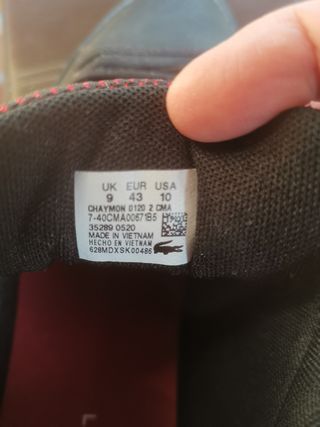 UK EUR USA
9 43 10
CHAYMON 0120 2 CMA
7-40CMA00671B5
35289 0520
MADE IN VIETNAM
HECHO EN VIETNAM
628MDXSK00486